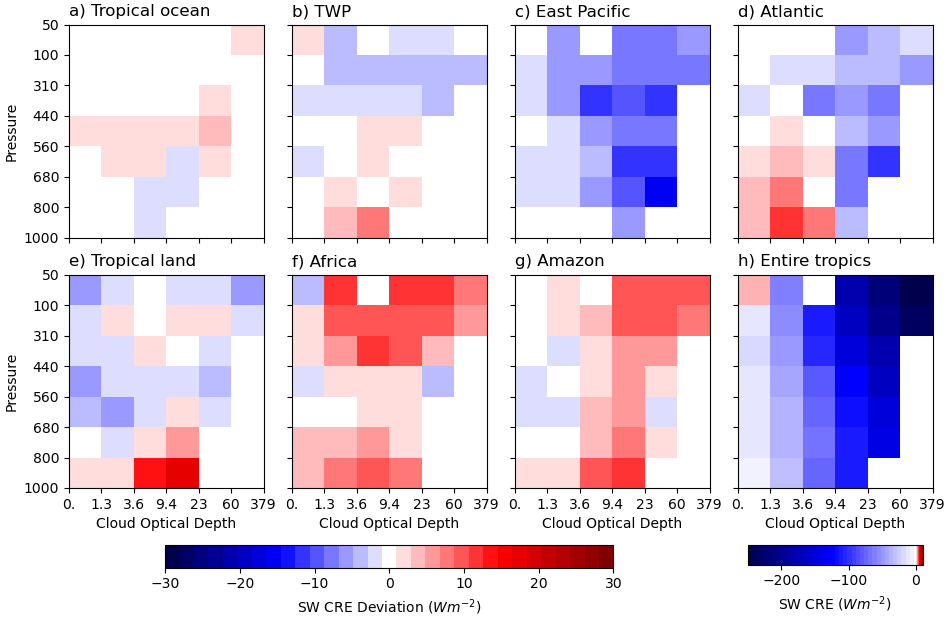 a) Tropical ocean
b) TWP
c) East Pacific
d) Atlantic
50
100
310
440
560
680
800
1000
Pressure
e) Tropical land
f) Africa
g) Amazon
h) Entire tropics
50
100
310
440
560
680
800
1000
Pressure
0. 1.3 3.6 9.4 23 60 379
0. 1.3 3.6 9.4 23 60 379
0. 1.3 3.6 9.4 23 60 379
0. 1.3 3.6 9.4 23 60 379
Cloud Optical Depth
Cloud Optical Depth
Cloud Optical Depth
Cloud Optical Depth
−30 −20 −10 0 10 20 30
SW CRE Deviation (Wm⁻²)
−200 −100 0
SW CRE (Wm⁻²)